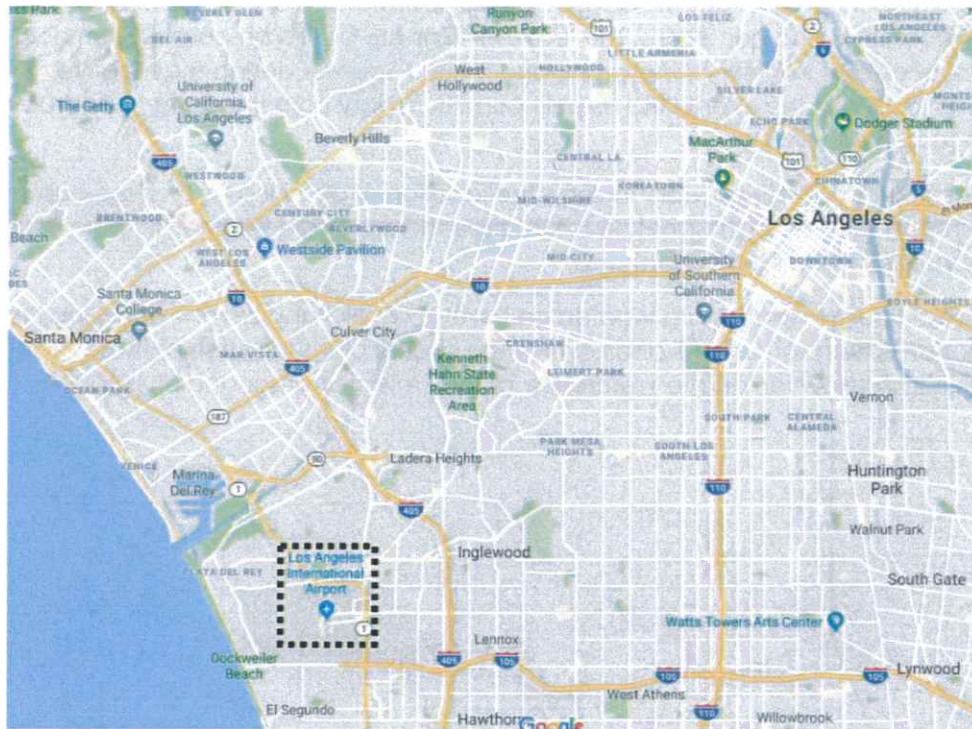 BEVERLY GLEN
BEL AIR
Runyon
Canyon Park
101
LOS FELIZ
2
NORTHEAST
LOS ANGELES
CYPRESS PARK
5
LITTLE ARMENIA
HOLLYWOOD
West
Hollywood
The Getty
University of
California,
Los Angeles
SILVER LAKE
ECHO PARK
Dodger Stadium
Beverly Hills
405
CENTRAL LA
MacArthur
Park
101
110
WESTWOOD
KOREATOWN
CHINATOWN
5
MID-WILSHIRE
BRENTWOOD
CENTURY CITY
BEVERLYWOOD
Los Angeles
Beach
2
WEST LOS
ANGELES
Westside Pavilion
MID CITY
University
of Southern
California
DOWNTOWN
10
10
10
Santa Monica
College
BOYLE HEIGHTS
Santa Monica
Culver City
110
CRENSHAW
MAR VISTA
405
Kenneth
Hahn State
Recreation
Area
LEIMERT PARK
110
OCEAN PARK
187
SOUTH PARK
CENTRAL
ALAMEDA
Vernon
PARK MESA
HEIGHTS
SOUTH LOS
ANGELES
VENICE
90
Ladera Heights
Marina
Del Rey
1
110
Huntington
Park
405
Walnut Park
Los Angeles
International
Airport
Inglewood
PLAYA DEL REY
South Gate
1
Watts Towers Arts Center
Lennox
Dockweiler
Beach
405
105
105
105
Lynwood
West Athens
El Segundo
110
Hawthorn
Google
Willowbrook